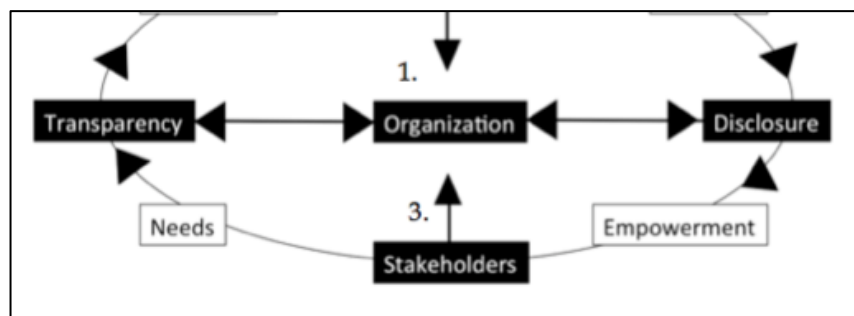 1.
Transparency
Organization
Disclosure
3.
Needs
Empowerment
Stakeholders